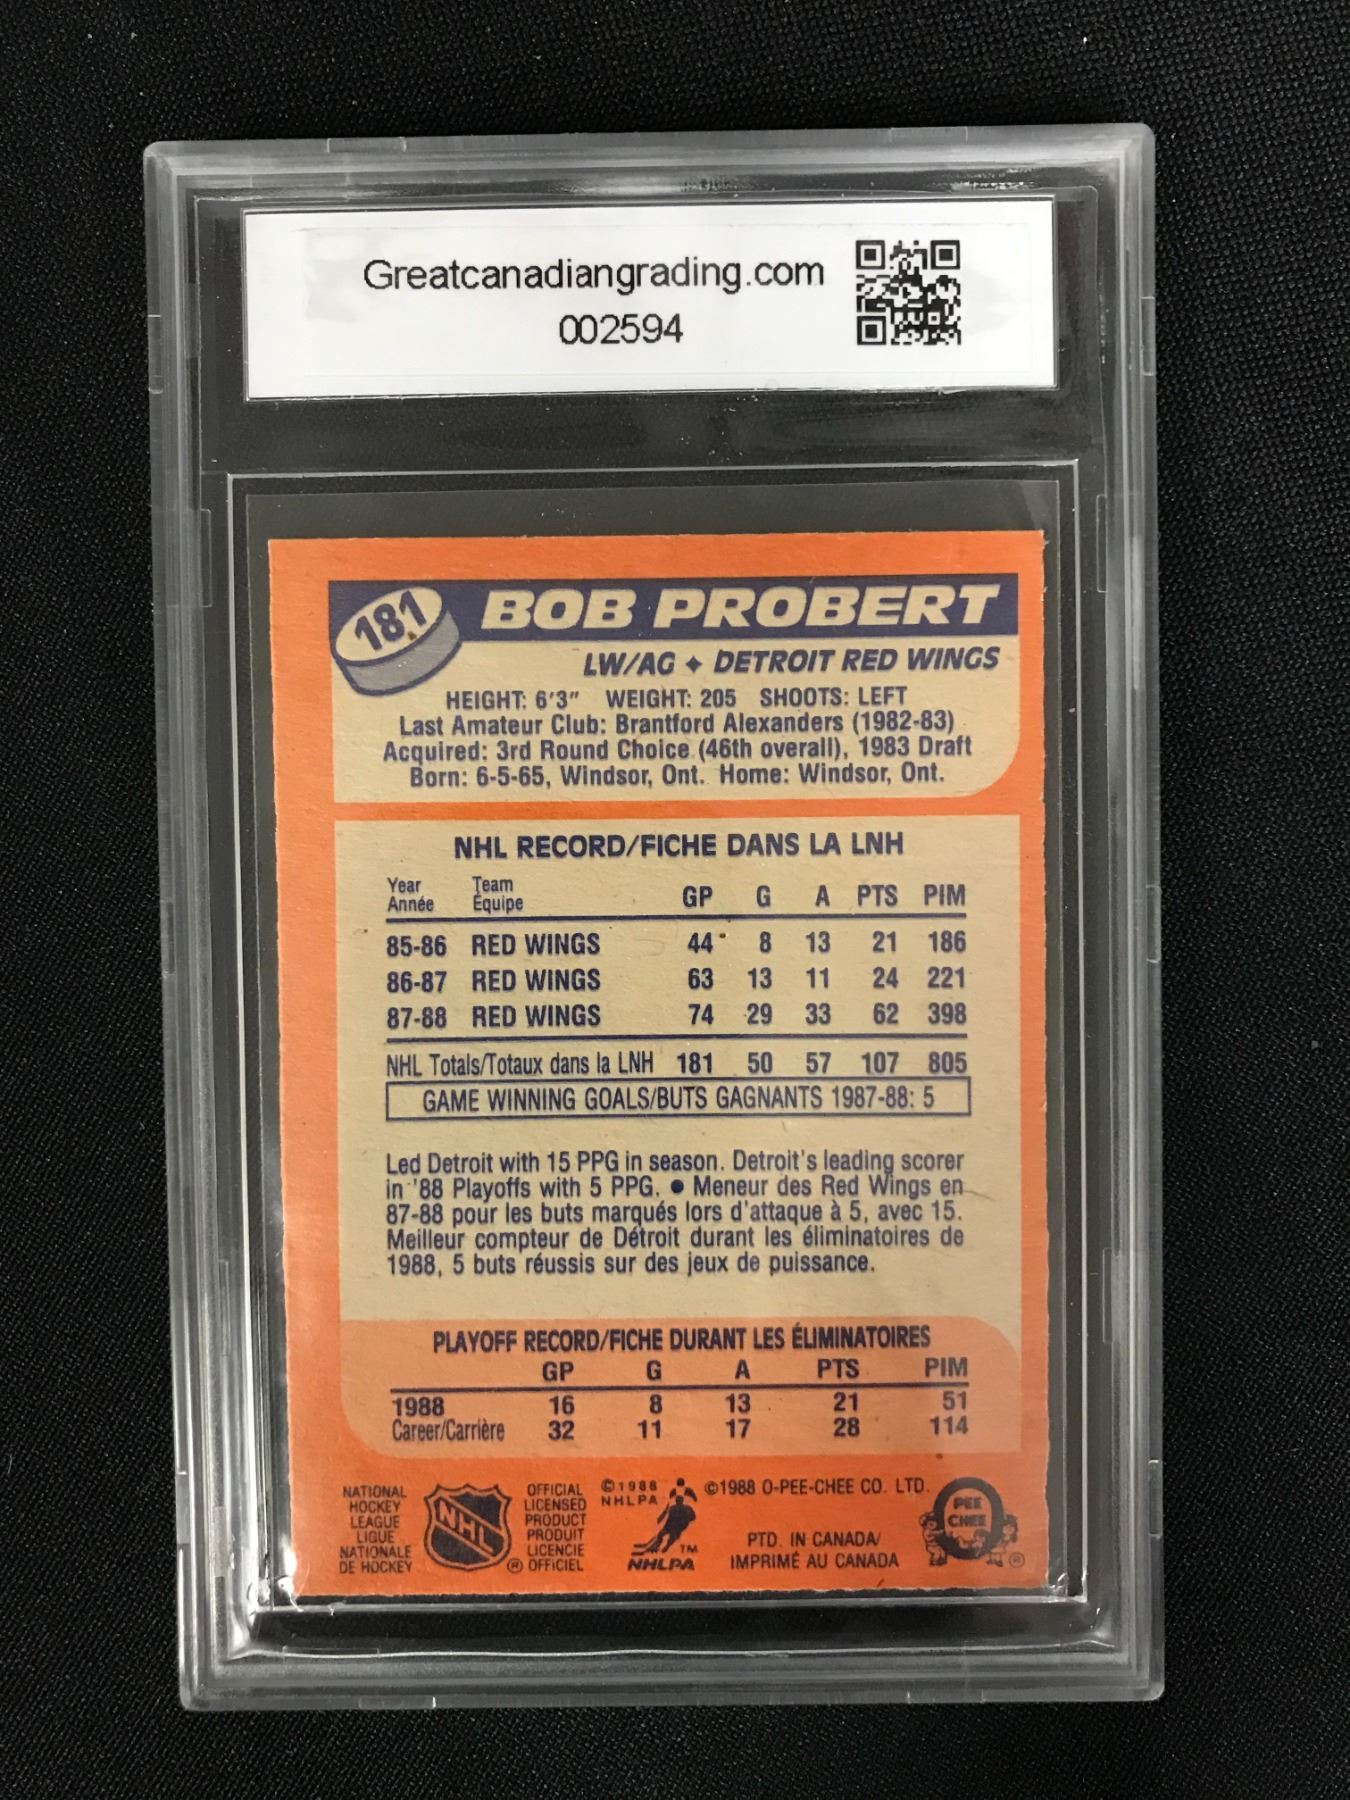 Greatcanadiangrading.com
002594
181 BOB PROBERT
LW/AG ✦ DETROIT RED WINGS
HEIGHT: 6'3" WEIGHT: 205 SHOOTS: LEFT
Last Amateur Club: Brantford Alexanders (1982-83)
Acquired: 3rd Round Choice (46th overall), 1983 Draft
Born: 6-5-65, Windsor, Ont. Home: Windsor, Ont.
NHL RECORD/FICHE DANS LA LNH
Year Team GP G A PTS PIM
Année Équipe
85-86 RED WINGS 44 8 13 21 186
86-87 RED WINGS 63 13 11 24 221
87-88 RED WINGS 74 29 33 62 398
NHL Totals/Totaux dans la LNH 181 50 57 107 805
GAME WINNING GOALS/BUTS GAGNANTS 1987-88: 5
Led Detroit with 15 PPG in season. Detroit's leading scorer
in '88 Playoffs with 5 PPG. ● Meneur des Red Wings en
87-88 pour les buts marqués lors d'attaque à 5, avec 15.
Meilleur compteur de Détroit durant les éliminatoires de
1988, 5 buts réussis sur des jeux de puissance.
PLAYOFF RECORD/FICHE DURANT LES ÉLIMINATOIRES
GP G A PTS PIM
1988 16 8 13 21 51
Career/Carrière 32 11 17 28 114
NATIONAL
HOCKEY
LEAGUE
LIGUE
NATIONALE
DE HOCKEY
NHL
®
OFFICIAL
LICENSED
PRODUCT
PRODUIT
LICENCIE
OFFICIEL
©1988
NHLPA
TM
NHLPA
©1988 O-PEE-CHEE CO. LTD.
PTD. IN CANADA/
IMPRIMÉ AU CANADA
O
PEE
CHEE
®